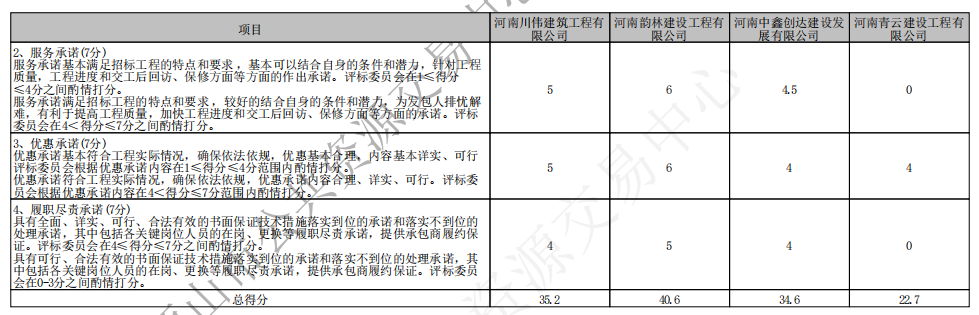 项目
河南川伟建筑工程有限公司
河南韵林建设工程有限公司
河南中鑫创达建设发展有限公司
河南青云建设工程有限公司
2、服务承诺(7分)
服务承诺基本满足招标工程的特点和要求，基本可以结合自身的条件和潜力，针对工程
质量，工程进度和交工后回访、保修方面等方面的作出承诺。评标委员会在1≤得分
≤4分之间酌情打分。
服务承诺满足招标工程的特点和要求，较好的结合自身的条件和潜力，为发包人排忧解
难，有利于提高工程质量，加快工程进度和交工后回访、保修方面等方面的承诺。评标
委员会在4＜得分≤7分之间酌情打分。
5 6 4.5 0
3、优惠承诺(7分)
优惠承诺基本符合工程实际情况，确保依法依规，优惠基本合理、内容基本详实、可行
评标委员会根据优惠承诺内容在1≤得分≤4分范围内酌情打分。
优惠承诺符合工程实际情况，确保依法依规，优惠承诺内容合理、详实、可行。评标委
员会根据优惠承诺内容在4＜得分≤7分范围内酌情打分。
5 6 4 4
4、履职尽责承诺(7分)
具有全面、详实、可行、合法有效的书面保证技术措施落实到位的承诺和落实不到位的
处理承诺，其中包括各关键岗位人员的在岗、更换等履职尽责承诺，提供承包商履约保
证。评标委员会在4≤得分≤7分之间酌情打分。
具有可行、合法有效的书面保证技术措施落实到位的承诺和落实不到位的处理承诺，其
中包括各关键岗位人员的在岗、更换等履职尽责承诺，提供承包商履约保证。评标委员
会在0-3分之间酌情打分。
4 5 4 0
总得分 35.2 40.6 34.6 22.7
公共资源交易中心
资源交易中心